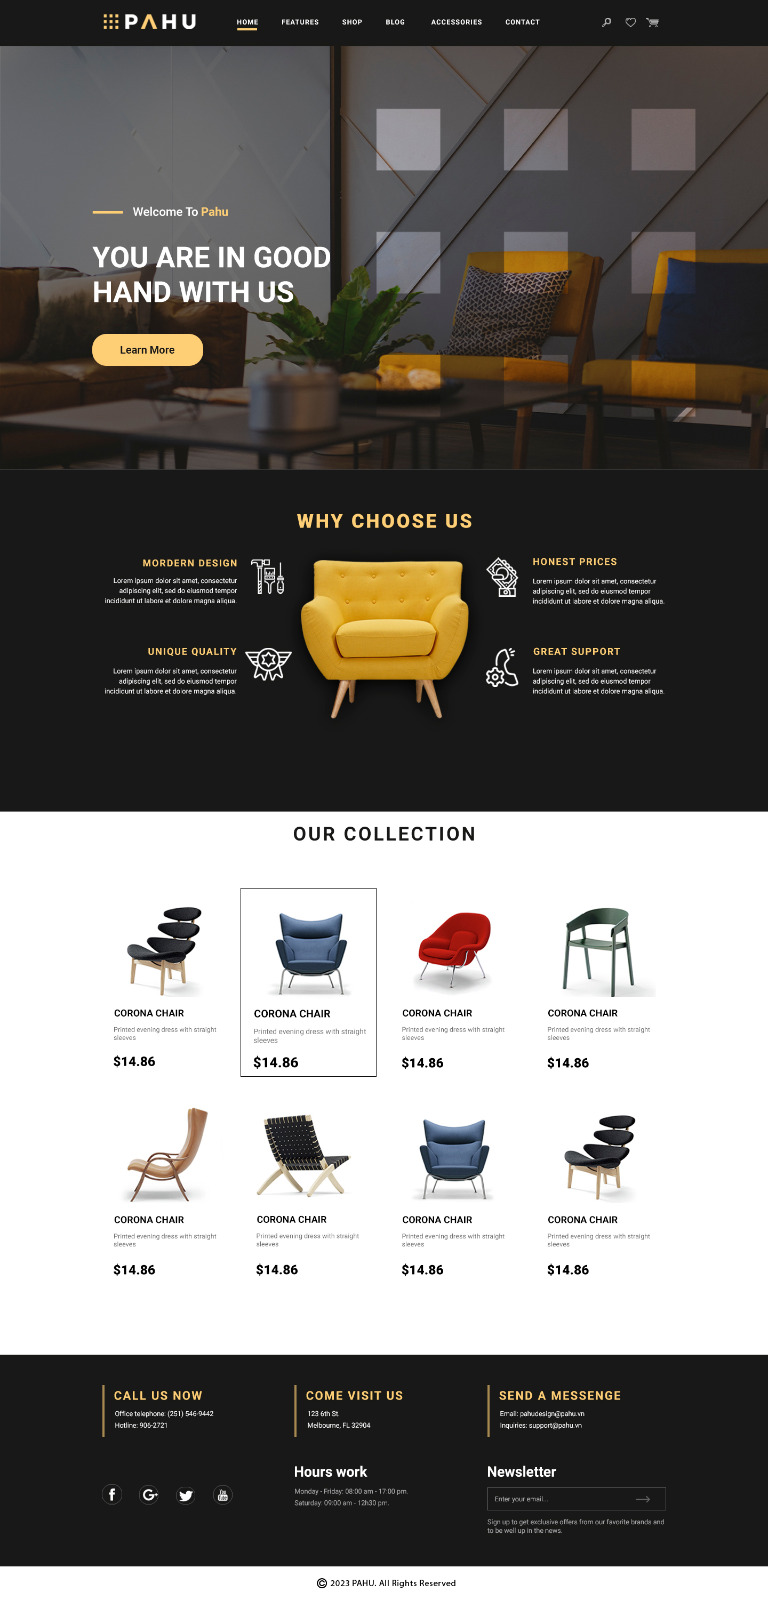 PAHU
HOME FEATURES SHOP BLOG ACCESSORIES CONTACT
Welcome To Pahu
YOU ARE IN GOOD
HAND WITH US
Learn More
WHY CHOOSE US
MORDERN DESIGN
Lorem ipsum dolor sit amet, consectetur
adipiscing elit, sed do eiusmod tempor
incididunt ut labore et dolore magna aliqua.
HONEST PRICES
Lorem ipsum dolor sit amet, consectetur
adipiscing elit, sed do eiusmod tempor
incididunt ut labore et dolore magna aliqua.
UNIQUE QUALITY
Lorem ipsum dolor sit amet, consectetur
adipiscing elit, sed do eiusmod tempor
incidicunt ut labore et dolore magna aliqua.
GREAT SUPPORT
Lorem ipsum dolor sit amet, consectetur
adipiscing elit, sed do eiusmod tempor
incididunt ut labore et dolore magna aliqua.
OUR COLLECTION
CORONA CHAIR
Printed evening dress with straight
sleeves
$14.86
CORONA CHAIR
Printed evening dress with straight
sleeves
$14.86
CORONA CHAIR
Printed evening dress with straight
sleeves
$14.86
CORONA CHAIR
Printed evening dress with straight
sleeves
$14.86
CORONA CHAIR
Printed evening dress with straight
sleeves
$14.86
CORONA CHAIR
Printed evening dress with straight
sleeves
$14.86
CORONA CHAIR
Printed evening dress with straight
sleeves
$14.86
CORONA CHAIR
Printed evening dress with straight
sleeves
$14.86
CALL US NOW
Office telephone: (251) 546-9442
Hotline: 906-2721
COME VISIT US
123 6th St.
Melbourne, FL 32904
SEND A MESSENGE
Email: pahudesign@pahu.vn
Inquiries: support@pahu.vn
Hours work
Monday - Friday: 08:00 am - 17:00 pm.
Saturday: 09:00 am - 12h30 pm.
Newsletter
Enter your email...
Sign up to get exclusive offers from our favorite brands and
to be well up in the news.
© 2023 PAHU. All Rights Reserved